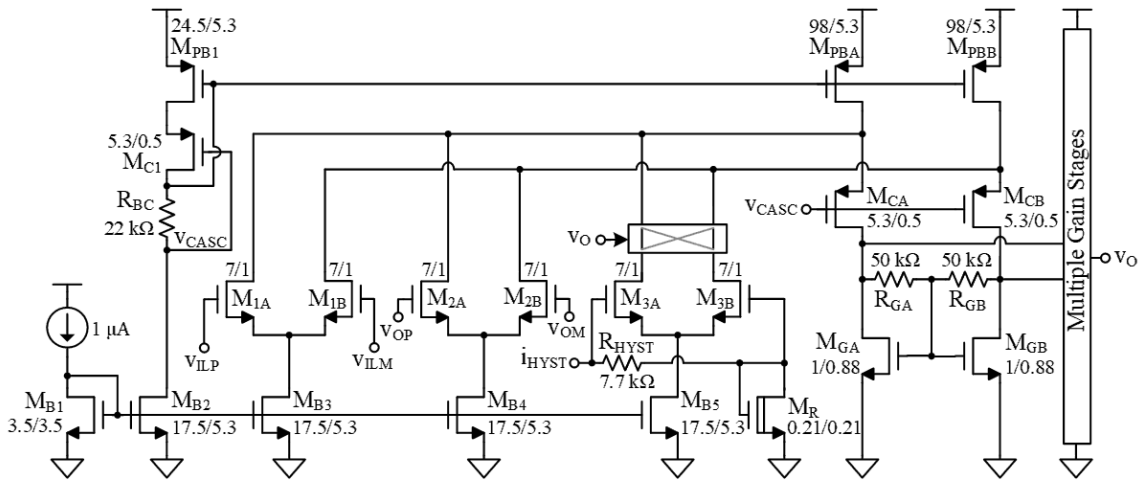 24.5/5.3
M_PB1
98/5.3
M_PBA
98/5.3
M_PBB
5.3/0.5
M_C1
R_BC
22 kΩ
v_CASC
1 μA
M_B1
3.5/3.5
M_B2
17.5/5.3
7/1
M_1A
v_ILP
7/1
M_1B
v_ILM
M_B3
17.5/5.3
7/1
M_2A
v_OP
7/1
M_2B
v_OM
M_B4
17.5/5.3
v_O
7/1
M_3A
7/1
M_3B
i_HYST
R_HYST
7.7 kΩ
M_B5
17.5/5.3
M_R
0.21/0.21
v_CASC
M_CA
5.3/0.5
M_CB
5.3/0.5
50 kΩ
R_GA
50 kΩ
R_GB
M_GA
1/0.88
M_GB
1/0.88
Multiple Gain Stages
v_O